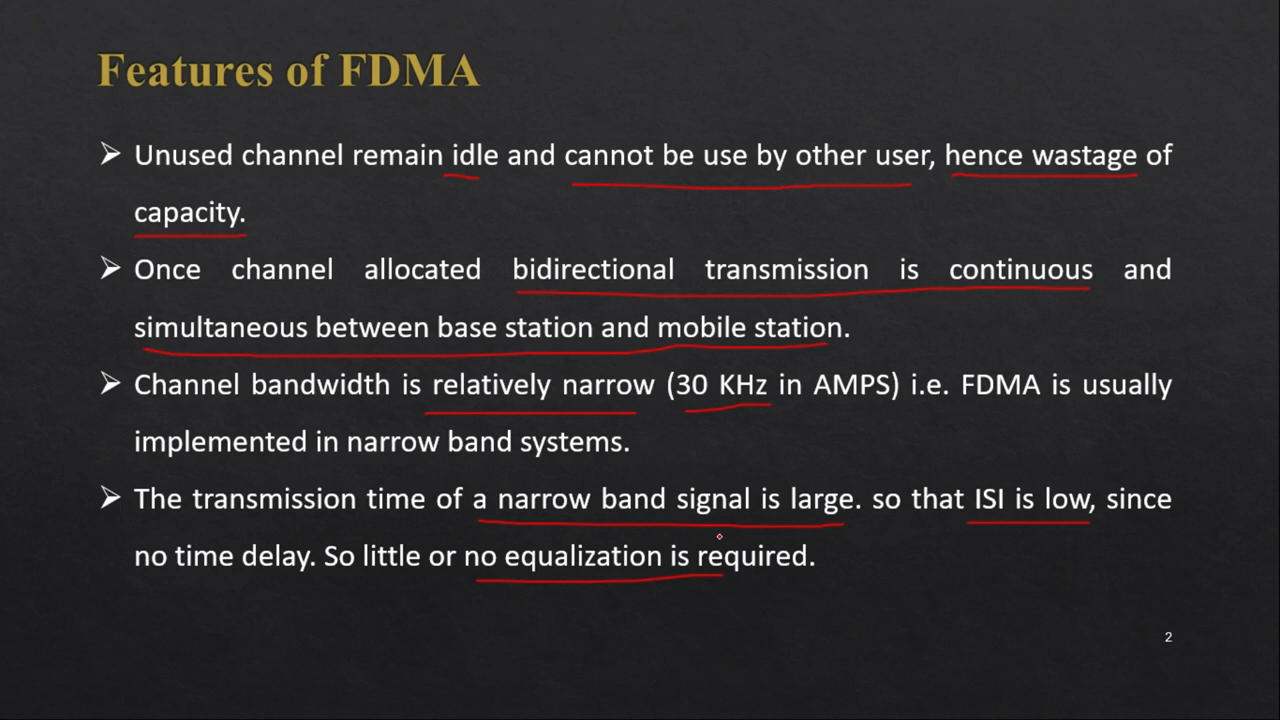 Features of FDMA
➢ Unused channel remain idle and cannot be use by other user, hence wastage of
capacity.
➢ Once channel allocated bidirectional transmission is continuous and
simultaneous between base station and mobile station.
➢ Channel bandwidth is relatively narrow (30 KHz in AMPS) i.e. FDMA is usually
implemented in narrow band systems.
➢ The transmission time of a narrow band signal is large. so that ISI is low, since
no time delay. So little or no equalization is required.
2